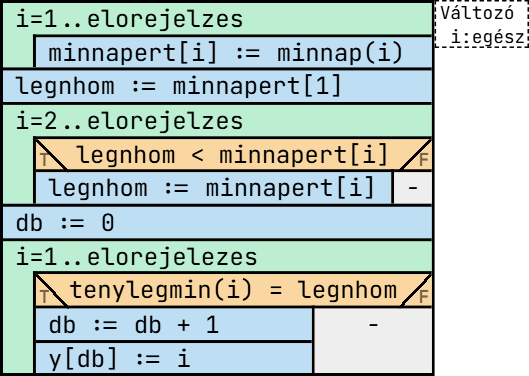 i=1..elorejelzes
Változó
i:egész
minnapert[i] := minnap(i)
legnhom := minnapert[1]
i=2..elorejelzes
T legnhom < minnapert[i] F
legnhom := minnapert[i] -
db := 0
i=1..elorejelezes
T tenylegmin(i) = legnhom F
db := db + 1 -
y[db] := i